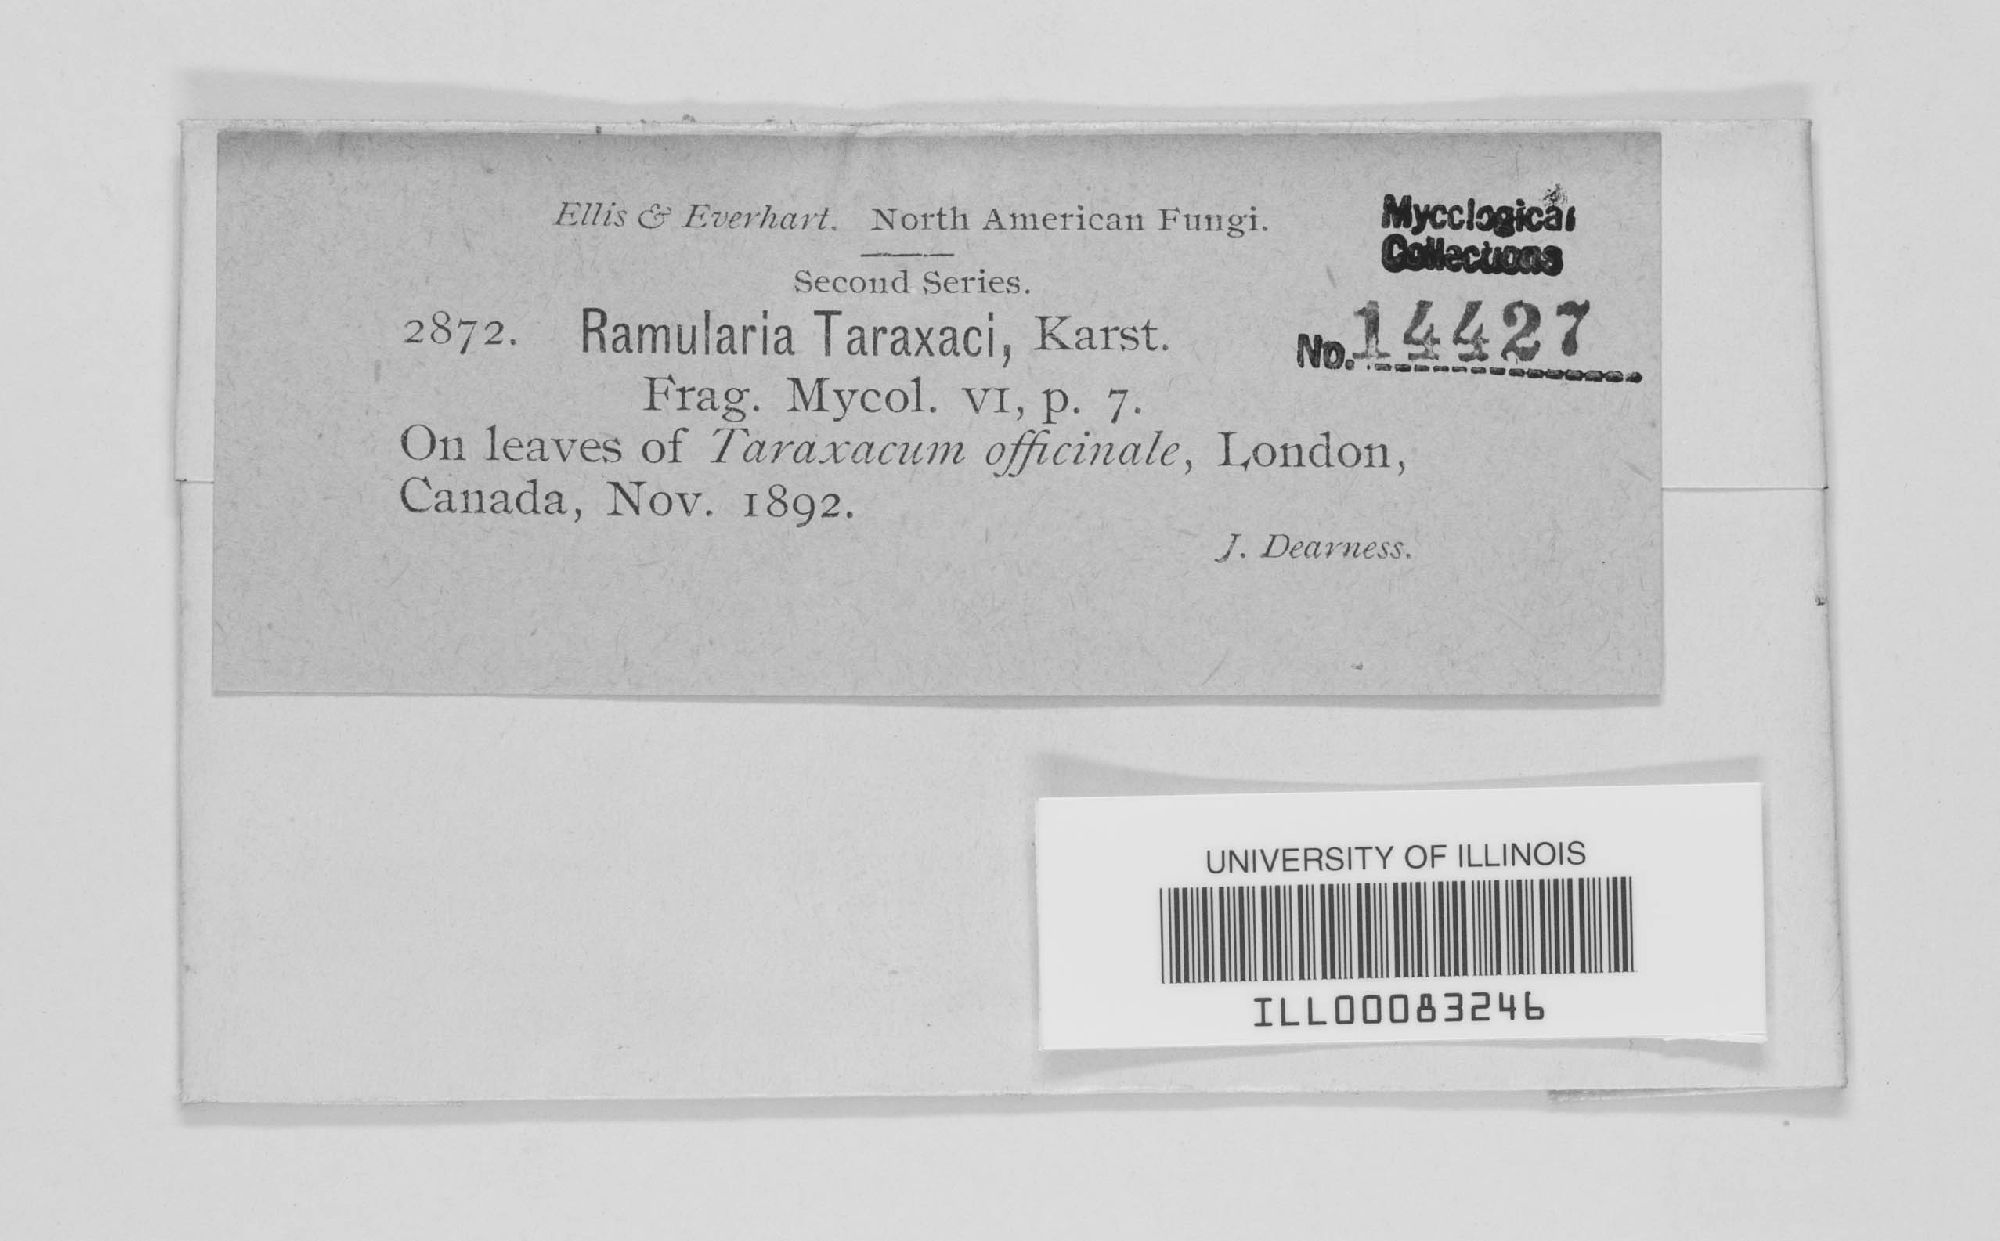 Ellis & Everhart. North American Fungi.
Second Series.
Mycological
Collections
No. 14427
2872. Ramularia Taraxaci, Karst.
Frag. Mycol. VI, p. 7.
On leaves of Taraxacum officinale, London,
Canada, Nov. 1892.
J. Dearness.
UNIVERSITY OF ILLINOIS
ILL00083246